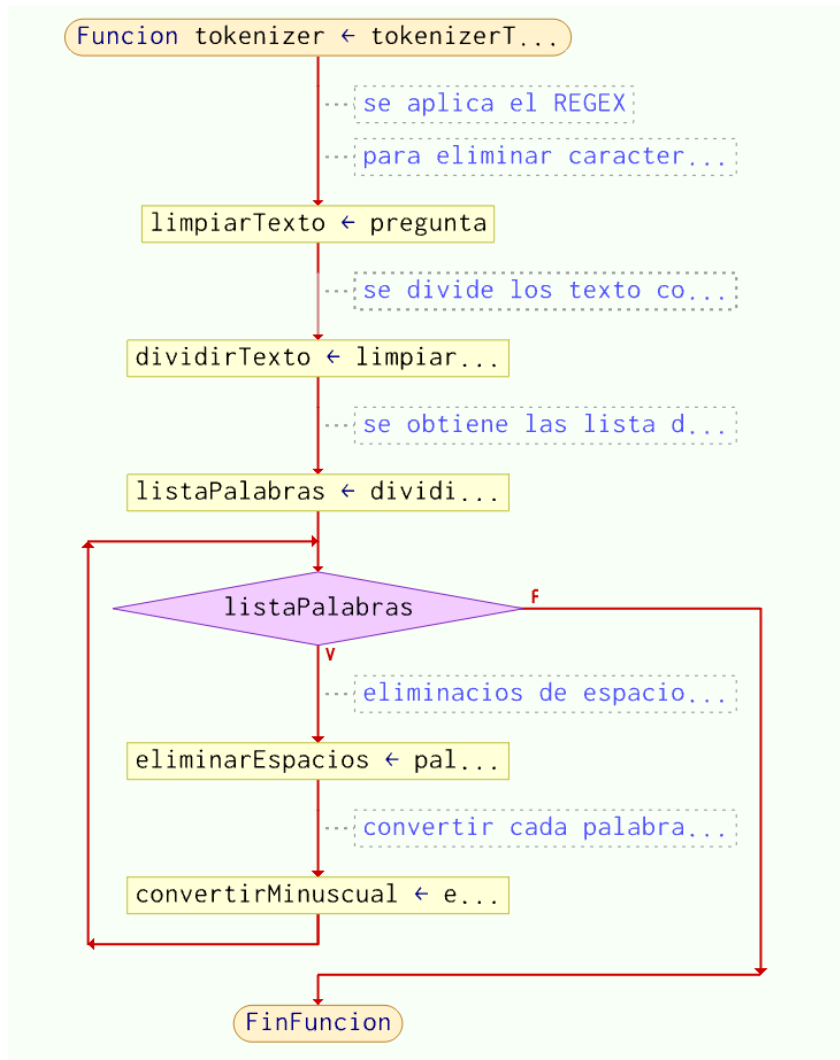 Funcion tokenizer ← tokenizerT...
se aplica el REGEX
para eliminar caracter...
limpiarTexto ← pregunta
se divide los texto co...
dividirTexto ← limpiar...
se obtiene las lista d...
listaPalabras ← dividi...
listaPalabras
F
V
eliminacios de espacio...
eliminarEspacios ← pal...
convertir cada palabra...
convertirMinuscual ← e...
FinFuncion